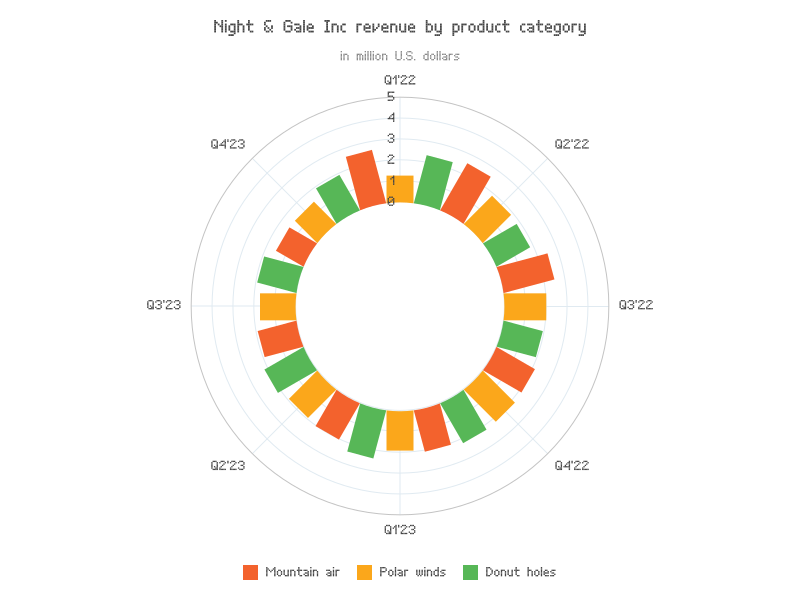 Night & Gale Inc revenue by product category
in million U.S. dollars
Q1'22
5
4
3
2
1
0
Q4'23
Q2'22
Q3'23
Q3'22
Q2'23
Q4'22
Q1'23
Mountain air
Polar winds
Donut holes